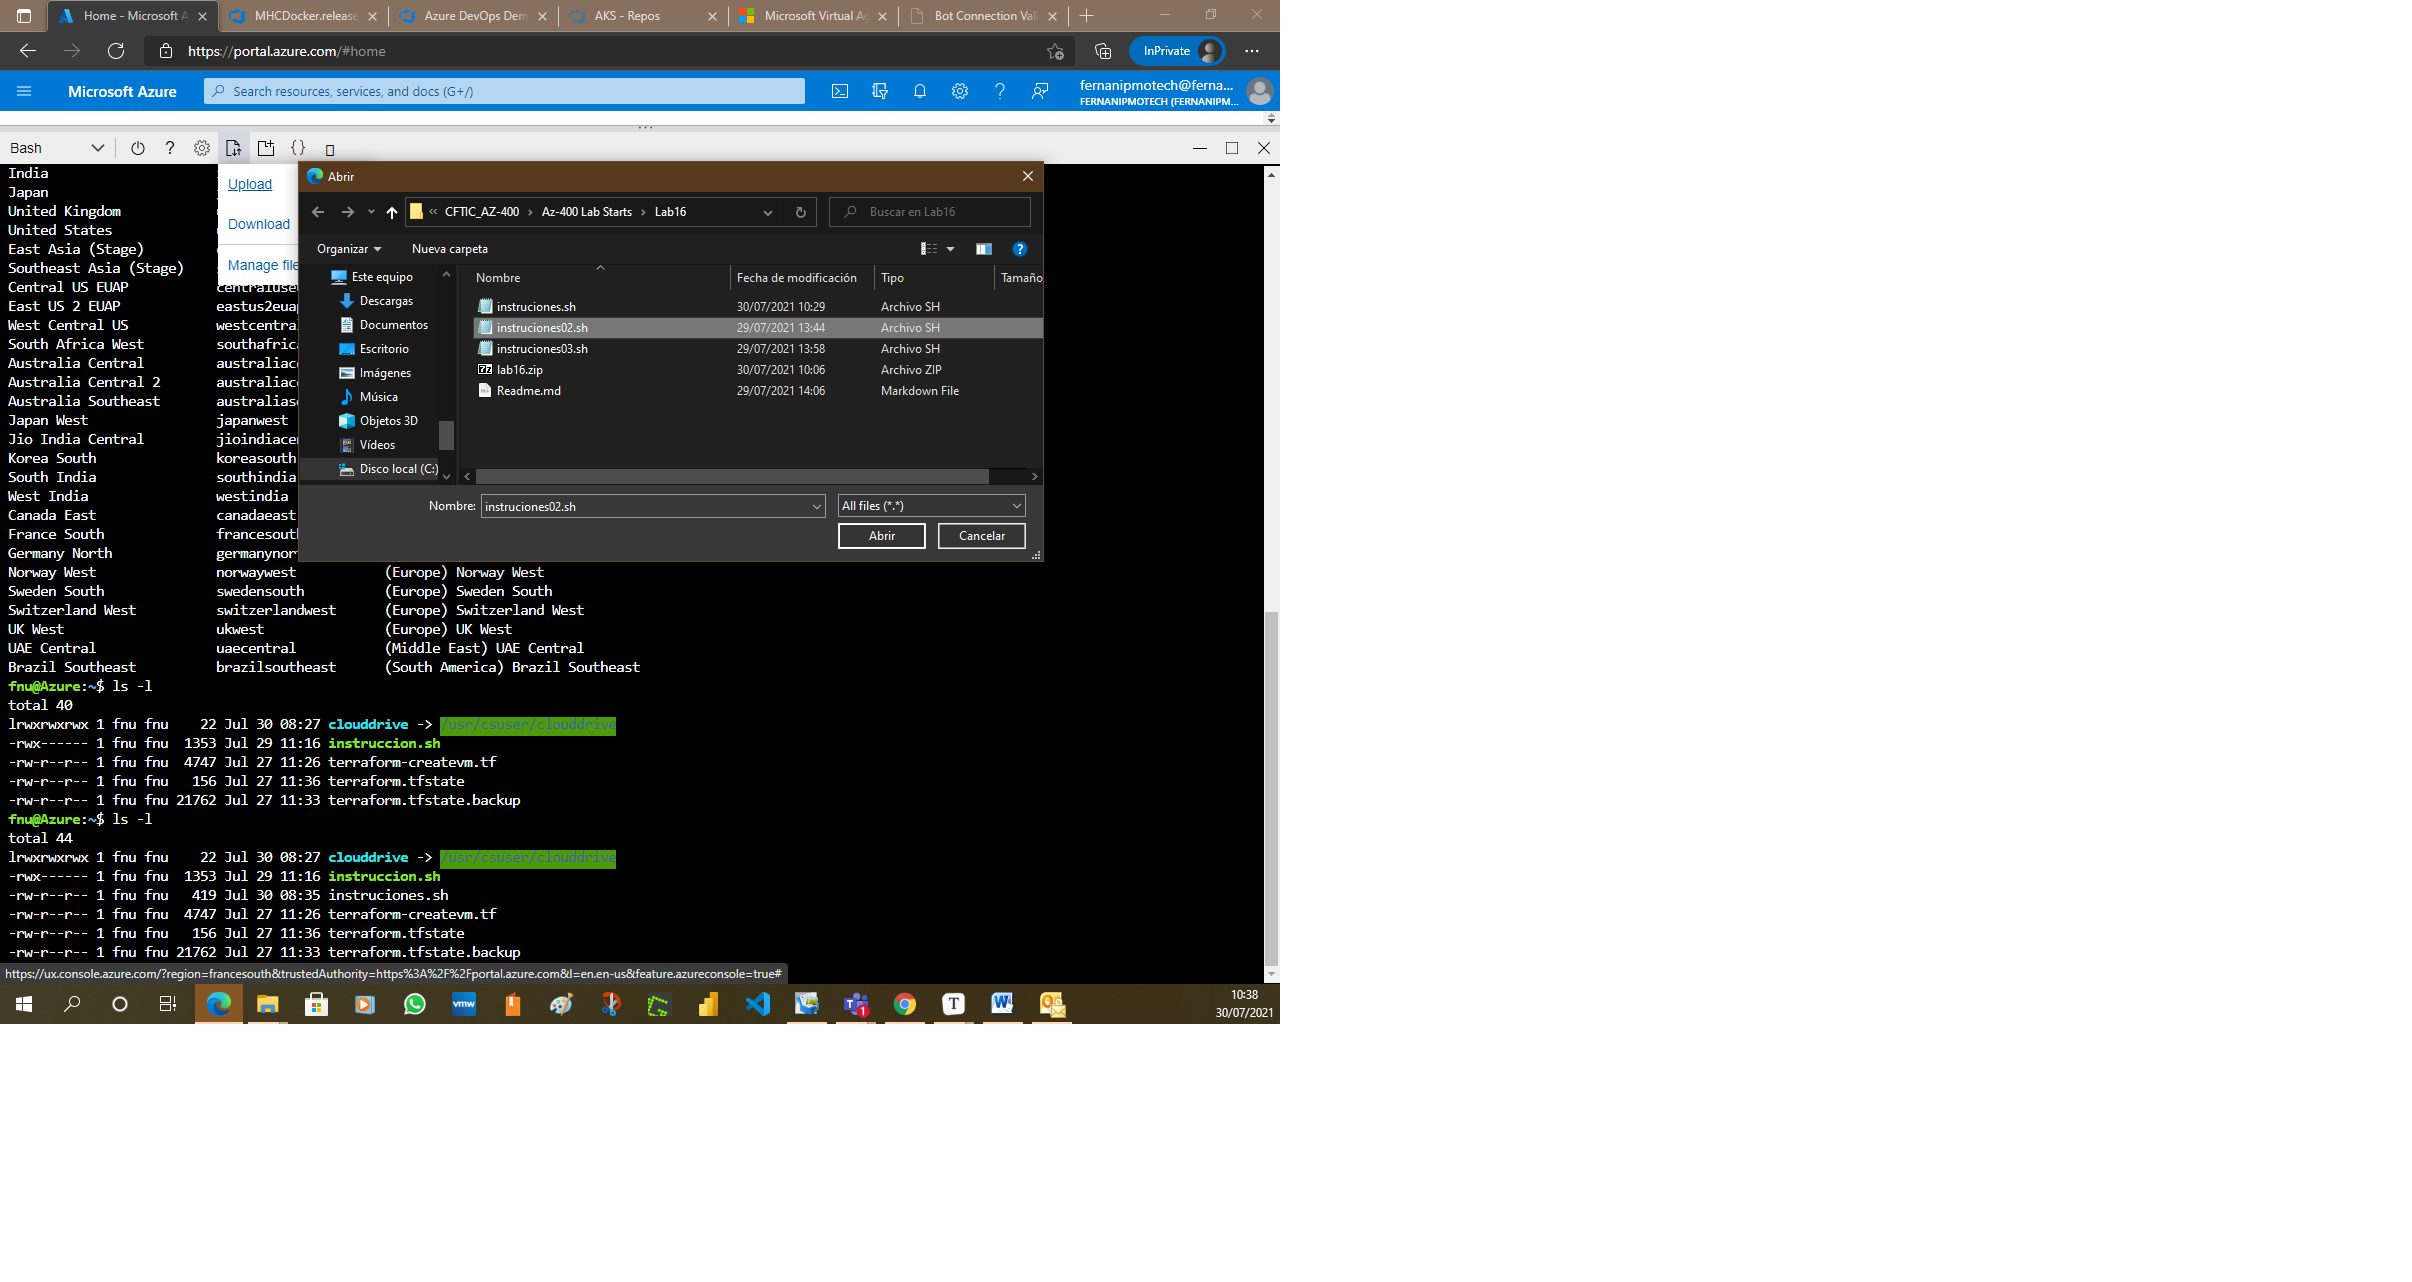 Home - Microsoft A
MHCDocker.release
Azure DevOps Dem
AKS - Repos
Microsoft Virtual Ag
Bot Connection Vali
https://portal.azure.com/#home
InPrivate
Microsoft Azure
Search resources, services, and docs (G+/)
fernanipmotech@ferna...
FERNANIPMOTECH (FERNANIPM...
Bash
Upload
Download
Manage file
Abrir
CFTIC_AZ-400 › Az-400 Lab Starts › Lab16
Buscar en Lab16
Organizar
Nueva carpeta
Este equipo
Descargas
Documentos
Escritorio
Imágenes
Música
Objetos 3D
Vídeos
Disco local (C:)
Nombre Fecha de modificación Tipo Tamaño
instruciones.sh 30/07/2021 10:29 Archivo SH
instruciones02.sh 29/07/2021 13:44 Archivo SH
instruciones03.sh 29/07/2021 13:58 Archivo SH
lab16.zip 30/07/2021 10:06 Archivo ZIP
Readme.md 29/07/2021 14:06 Markdown File
Nombre: instruciones02.sh
All files (*.*)
Abrir
Cancelar
India
Japan
United Kingdom
United States
East Asia (Stage)
Southeast Asia (Stage)
Central US EUAP centraluseu
East US 2 EUAP eastus2euap
West Central US westcentra
South Africa West southafrica
Australia Central australiace
Australia Central 2 australiace
Australia Southeast australiase
Japan West japanwest
Jio India Central jioindiacen
Korea South koreasouth
South India southindia
West India westindia
Canada East canadaeast
France South francesouth
Germany North germanynort
Norway West norwaywest (Europe) Norway West
Sweden South swedensouth (Europe) Sweden South
Switzerland West switzerlandwest (Europe) Switzerland West
UK West ukwest (Europe) UK West
UAE Central uaecentral (Middle East) UAE Central
Brazil Southeast brazilsoutheast (South America) Brazil Southeast
fnu@Azure:~$ ls -l
total 40
lrwxrwxrwx 1 fnu fnu 22 Jul 30 08:27 clouddrive -> /usr/csuser/clouddrive
-rwx------ 1 fnu fnu 1353 Jul 29 11:16 instruccion.sh
-rw-r--r-- 1 fnu fnu 4747 Jul 27 11:26 terraform-createvm.tf
-rw-r--r-- 1 fnu fnu 156 Jul 27 11:36 terraform.tfstate
-rw-r--r-- 1 fnu fnu 21762 Jul 27 11:33 terraform.tfstate.backup
fnu@Azure:~$ ls -l
total 44
lrwxrwxrwx 1 fnu fnu 22 Jul 30 08:27 clouddrive -> /usr/csuser/clouddrive
-rwx------ 1 fnu fnu 1353 Jul 29 11:16 instruccion.sh
-rw-r--r-- 1 fnu fnu 419 Jul 30 08:35 instruciones.sh
-rw-r--r-- 1 fnu fnu 4747 Jul 27 11:26 terraform-createvm.tf
-rw-r--r-- 1 fnu fnu 156 Jul 27 11:36 terraform.tfstate
-rw-r--r-- 1 fnu fnu 21762 Jul 27 11:33 terraform.tfstate.backup
https://ux.console.azure.com/?region=francesouth&trustedAuthority=https%3A%2F%2Fportal.azure.com&l=en.en-us&feature.azureconsole=true#
vmw
1
10:38
30/07/2021